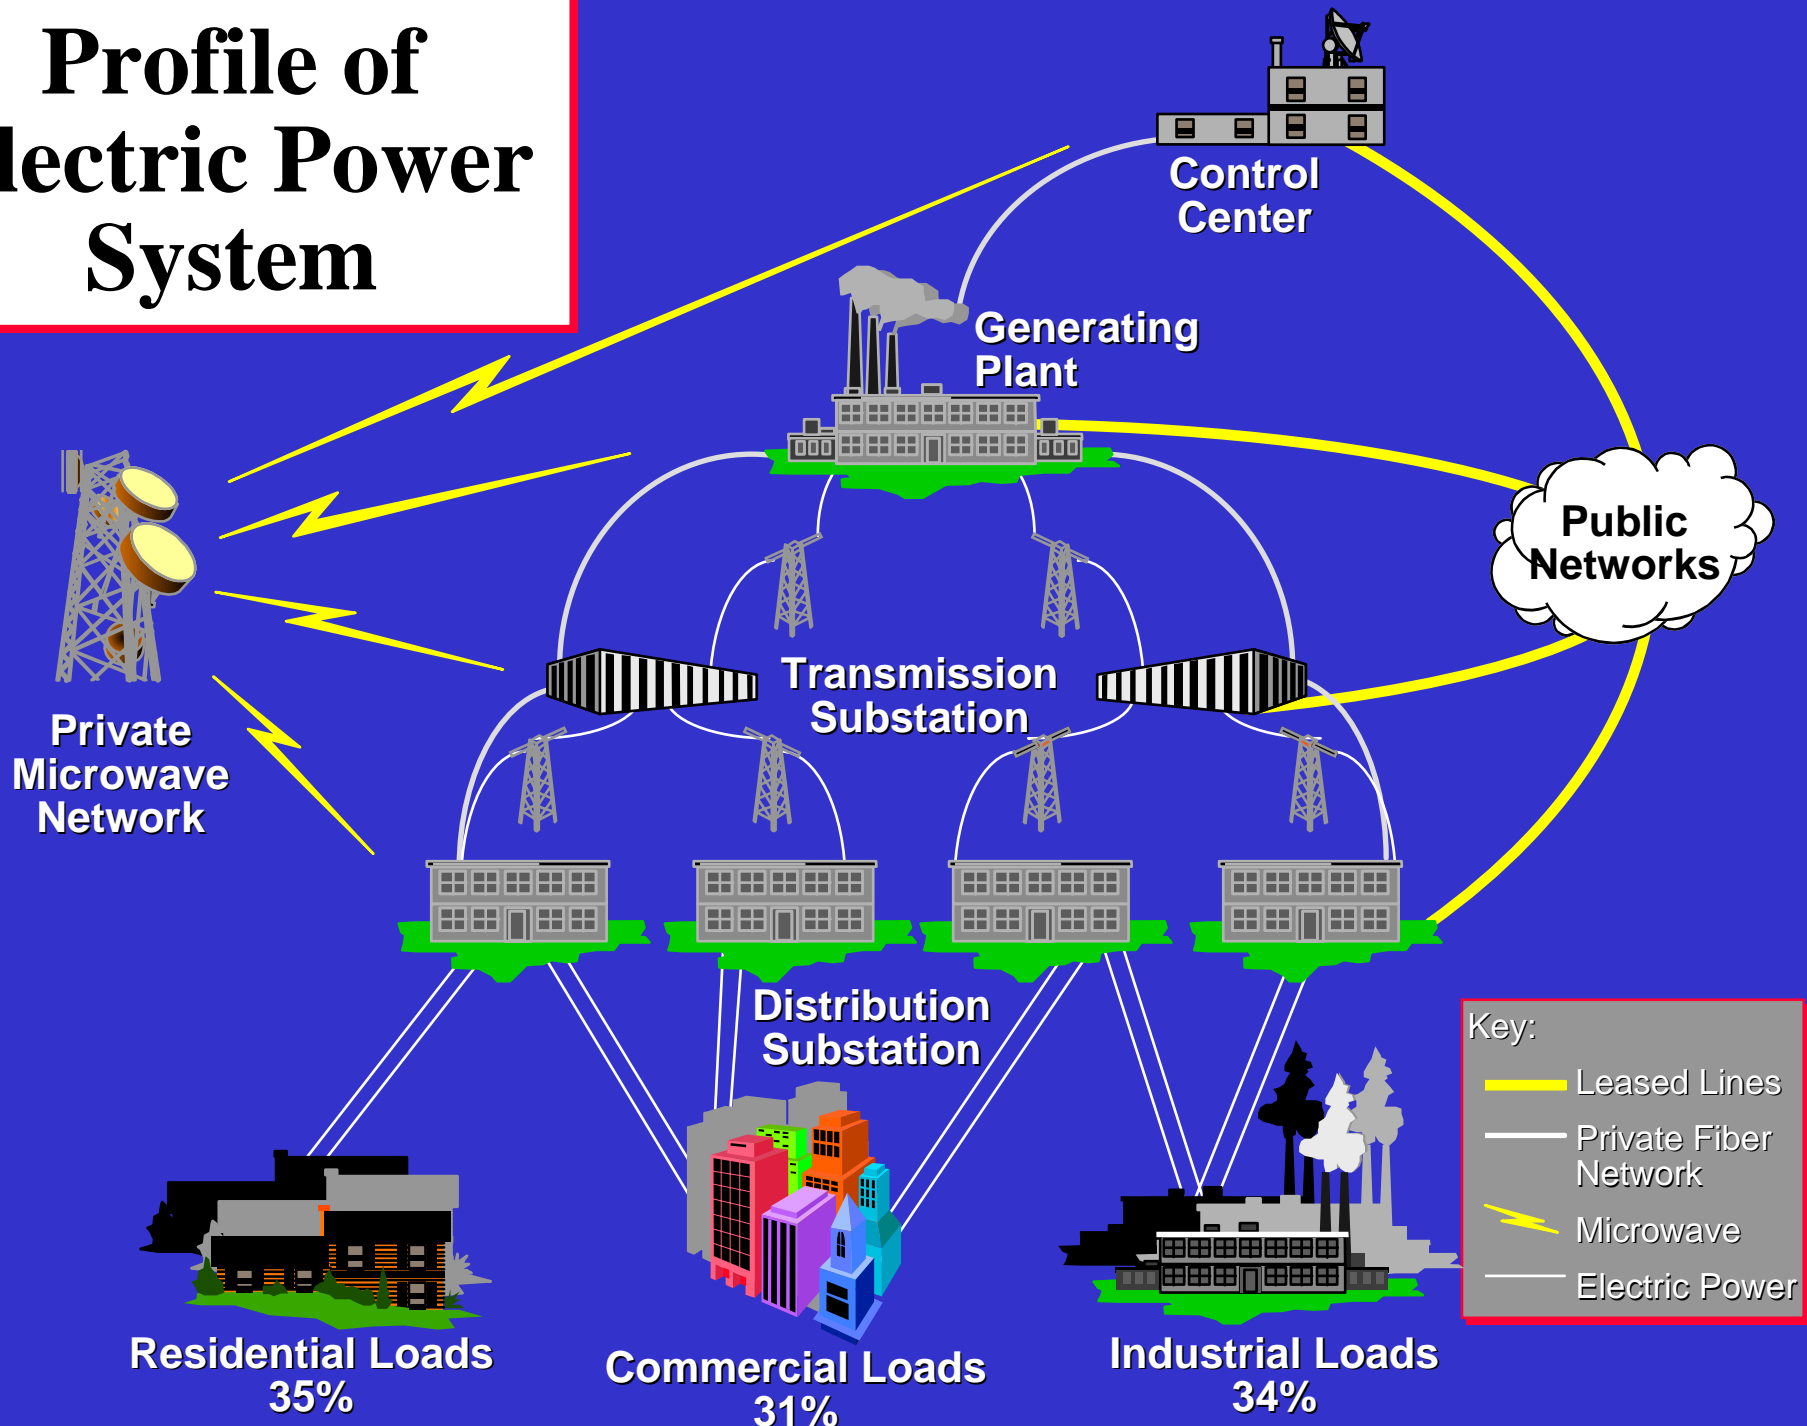 Profile of
lectric Power
System
Control
Center
Generating
Plant
Public
Networks
Transmission
Substation
Private
Microwave
Network
Distribution
Substation
Key:
Leased Lines
Private Fiber
Network
Microwave
Electric Power
Residential Loads
35%
Commercial Loads
31%
Industrial Loads
34%